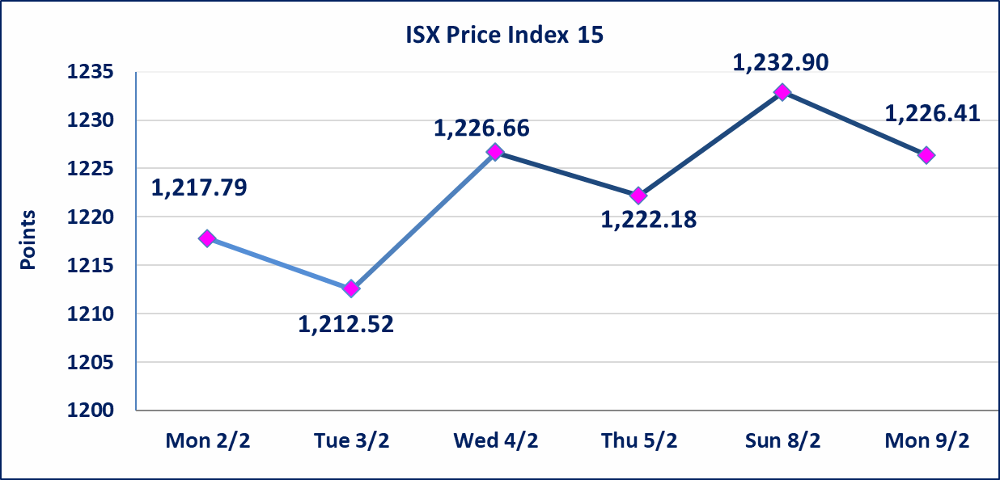 ISX Price Index 15
1235
1230
1225
1220
1215
1210
1205
1200
Points
1,217.79
1,212.52
1,226.66
1,222.18
1,232.90
1,226.41
Mon 2/2
Tue 3/2
Wed 4/2
Thu 5/2
Sun 8/2
Mon 9/2